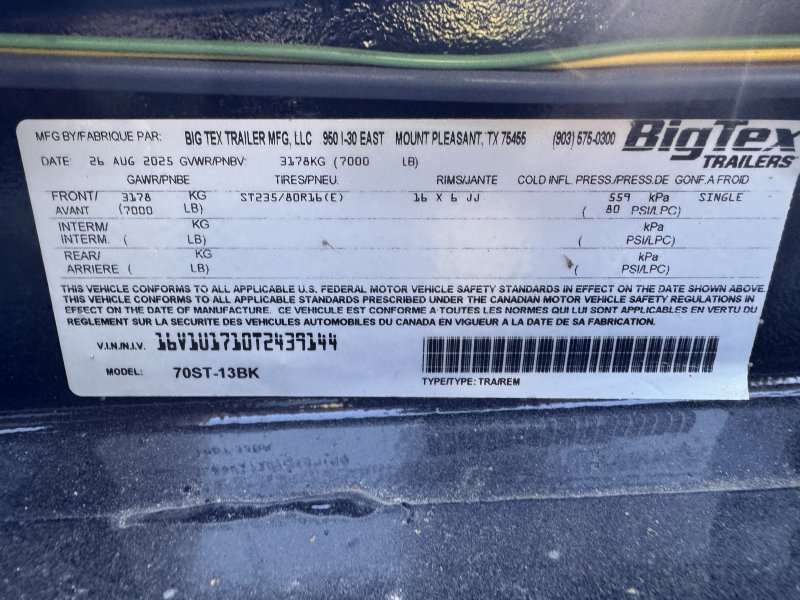 MFG BY/FABRIQUE PAR: BIG TEX TRAILER MFG, LLC 950 I-30 EAST MOUNT PLEASANT, TX 75455 (903) 575-0300
BigTex
TRAILERS
DATE: 26 AUG 2025 GVWR/PNBV: 3178KG (7000 LB)
GAWR/PNBE TIRES/PNEU. RIMS/JANTE COLD INFL. PRESS./PRESS.DE GONF.A FROID
FRONT/ 3178 KG ST235/80R16(E) 16 X 6 JJ 559 kPa SINGLE
AVANT (7000 LB) ( 80 PSI/LPC)
INTERM/ KG kPa
INTERM. ( LB) ( PSI/LPC)
REAR/ KG kPa
ARRIERE ( LB) ( PSI/LPC)
THIS VEHICLE CONFORMS TO ALL APPLICABLE U.S. FEDERAL MOTOR VEHICLE SAFETY STANDARDS IN EFFECT ON THE DATE SHOWN ABOVE.
THIS VEHICLE CONFORMS TO ALL APPLICABLE STANDARDS PRESCRIBED UNDER THE CANADIAN MOTOR VEHICLE SAFETY REGULATIONS IN
EFFECT ON THE DATE OF MANUFACTURE. CE VEHICULE EST CONFORME A TOUTES LES NORMES QUI LUI SONT APPLICABLES EN VERTU DU
REGLEMENT SUR LA SECURITE DES VEHICULES AUTOMOBILES DU CANADA EN VIGUEUR A LA DATE DE SA FABRICATION.
V.I.N./N.I.V. 16V1U1710T2439144
MODEL: 70ST-13BK
TYPE/TYPE: TRA/REM